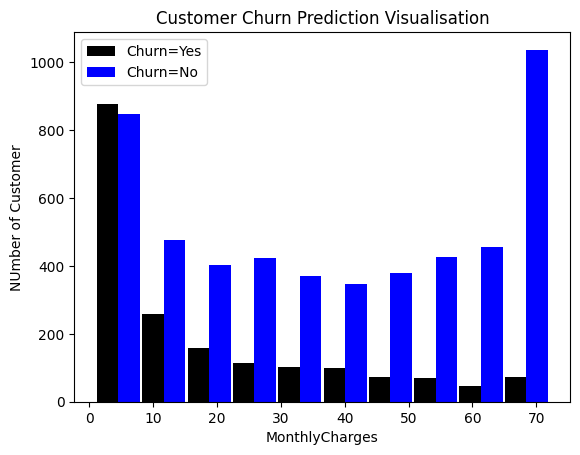 Customer Churn Prediction Visualisation
Churn=Yes
Churn=No
NUmber of Customer
1000
800
600
400
200
0
0 10 20 30 40 50 60 70
MonthlyCharges